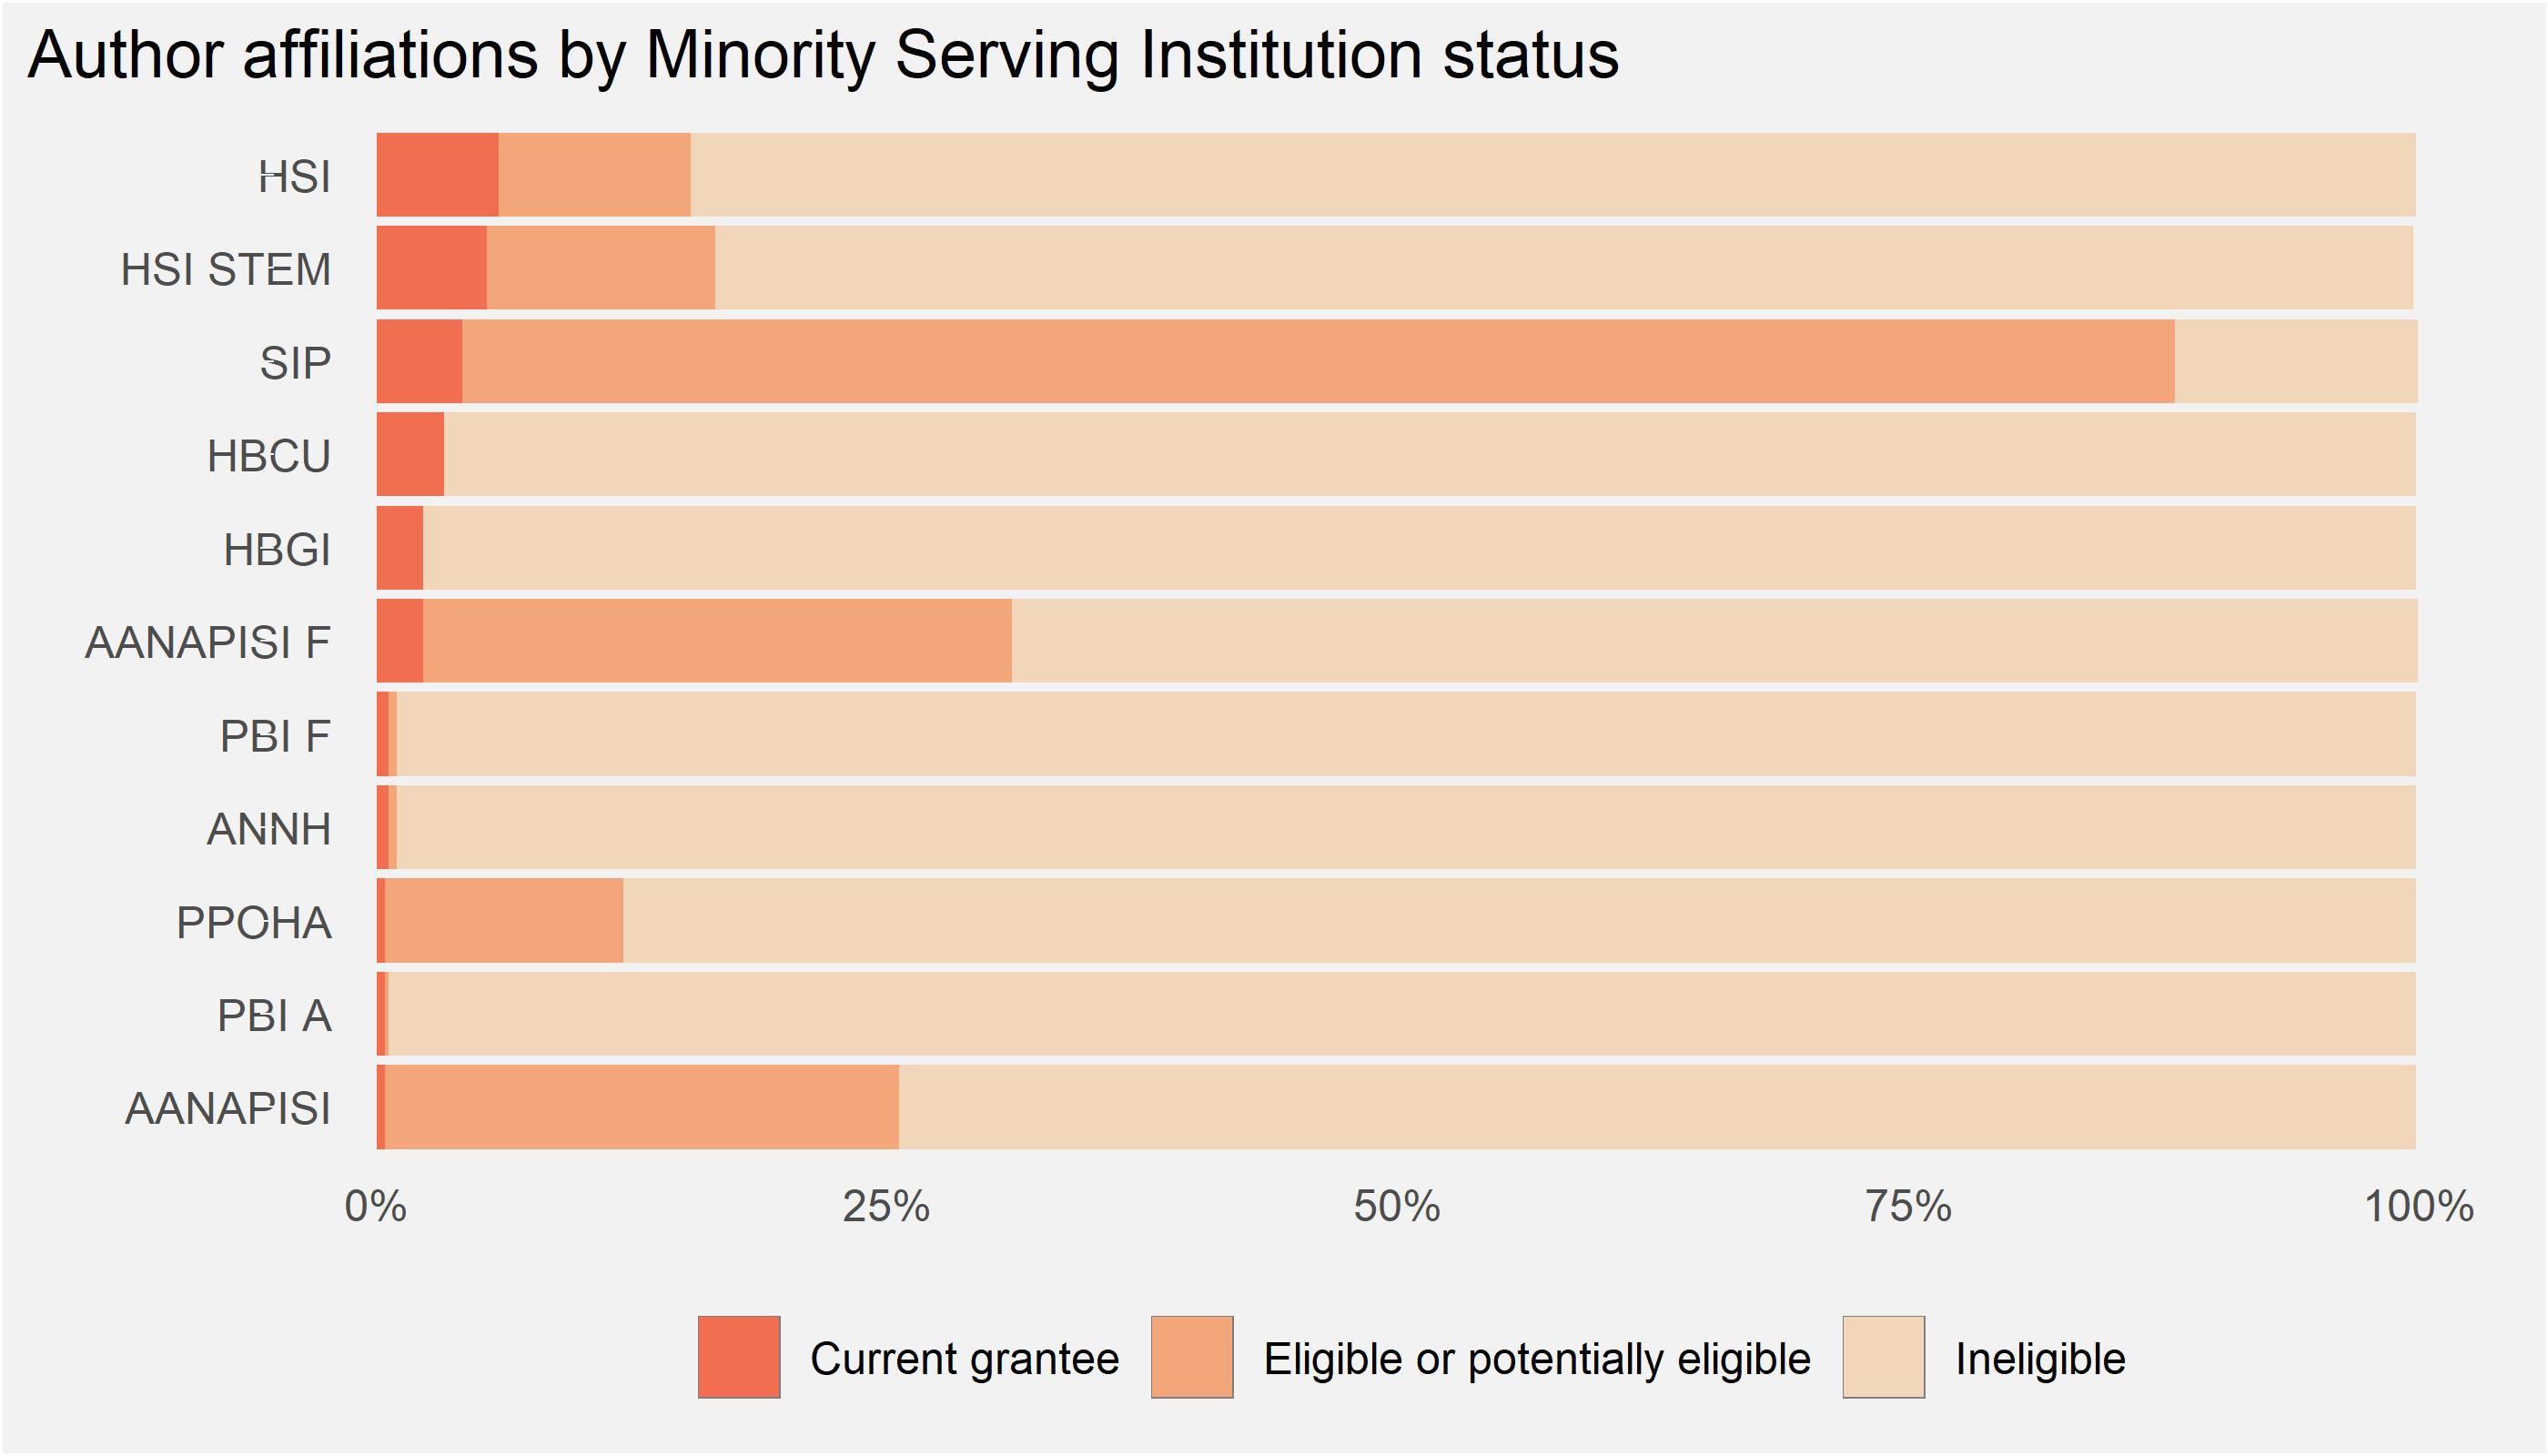 Author affiliations by Minority Serving Institution status
HSI
HSI STEM
SIP
HBCU
HBGI
AANAPISI F
PBI F
ANNH
PPOHA
PBI A
AANAPISI
0% 25% 50% 75% 100%
Current grantee Eligible or potentially eligible Ineligible